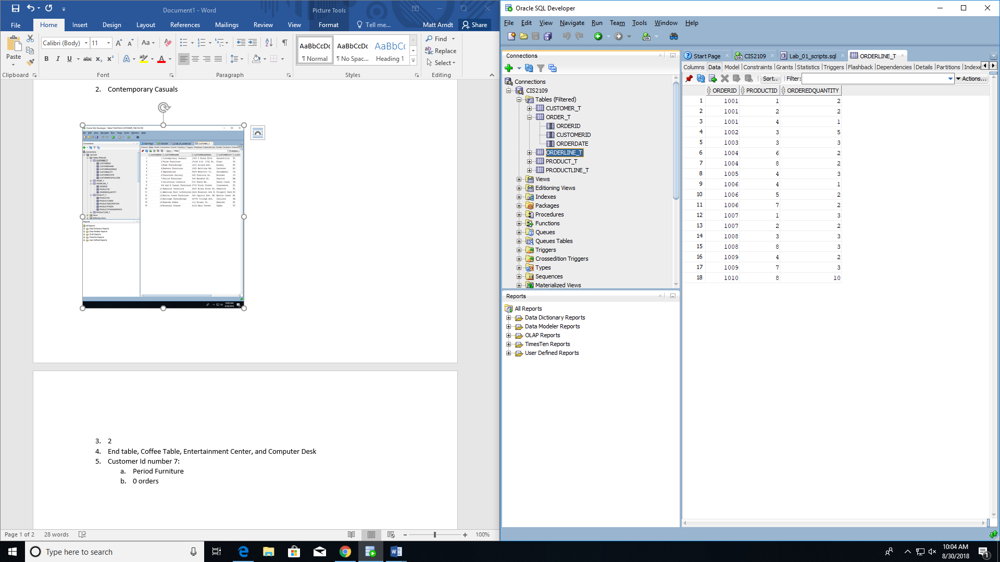 Document1 - Word
Picture Tools
File Home Insert Design Layout References Mailings Review View Format Tell me... Matt Arndt Share
Paste
Calibri (Body) 11 Aa
B I U abc x₂ x² A A
AaBbCcDc AaBbCcDc AaBbCc
¶ Normal ¶ No Spac... Heading 1
Find
Replace
Select
Clipboard Font Paragraph Styles Editing
2. Contemporary Casuals
3. 2
4. End table, Coffee Table, Entertainment Center, and Computer Desk
5. Customer Id number 7:
a. Period Furniture
b. 0 orders
Page 1 of 2 28 words 100%
Oracle SQL Developer
File Edit View Navigate Run Team Tools Window Help
Connections
Connections
CIS2109
Tables (Filtered)
CUSTOMER_T
ORDER_T
ORDERID
CUSTOMERID
ORDERDATE
ORDERLINE_T
PRODUCT_T
PRODUCTLINE_T
Views
Editioning Views
Indexes
Packages
Procedures
Functions
Queues
Queues Tables
Triggers
Crossedition Triggers
Types
Sequences
Materialized Views
Reports
All Reports
Data Dictionary Reports
Data Modeler Reports
OLAP Reports
TimesTen Reports
User Defined Reports
Start Page CIS2109 Lab_01_scripts.sql ORDERLINE_T
Columns Data Model Constraints Grants Statistics Triggers Flashback Dependencies Details Partitions Indexe
Sort.. Filter: Actions...
ORDERID PRODUCTID ORDEREDQUANTITY
1 1001 1 2
2 1001 2 2
3 1001 4 1
4 1002 3 5
5 1003 3 3
6 1004 6 2
7 1004 8 2
8 1005 4 3
9 1006 4 1
10 1006 5 2
11 1006 7 2
12 1007 1 3
13 1007 2 2
14 1008 3 3
15 1008 8 3
16 1009 4 2
17 1009 7 3
18 1010 8 10
Type here to search
10:04 AM
8/30/2018
1